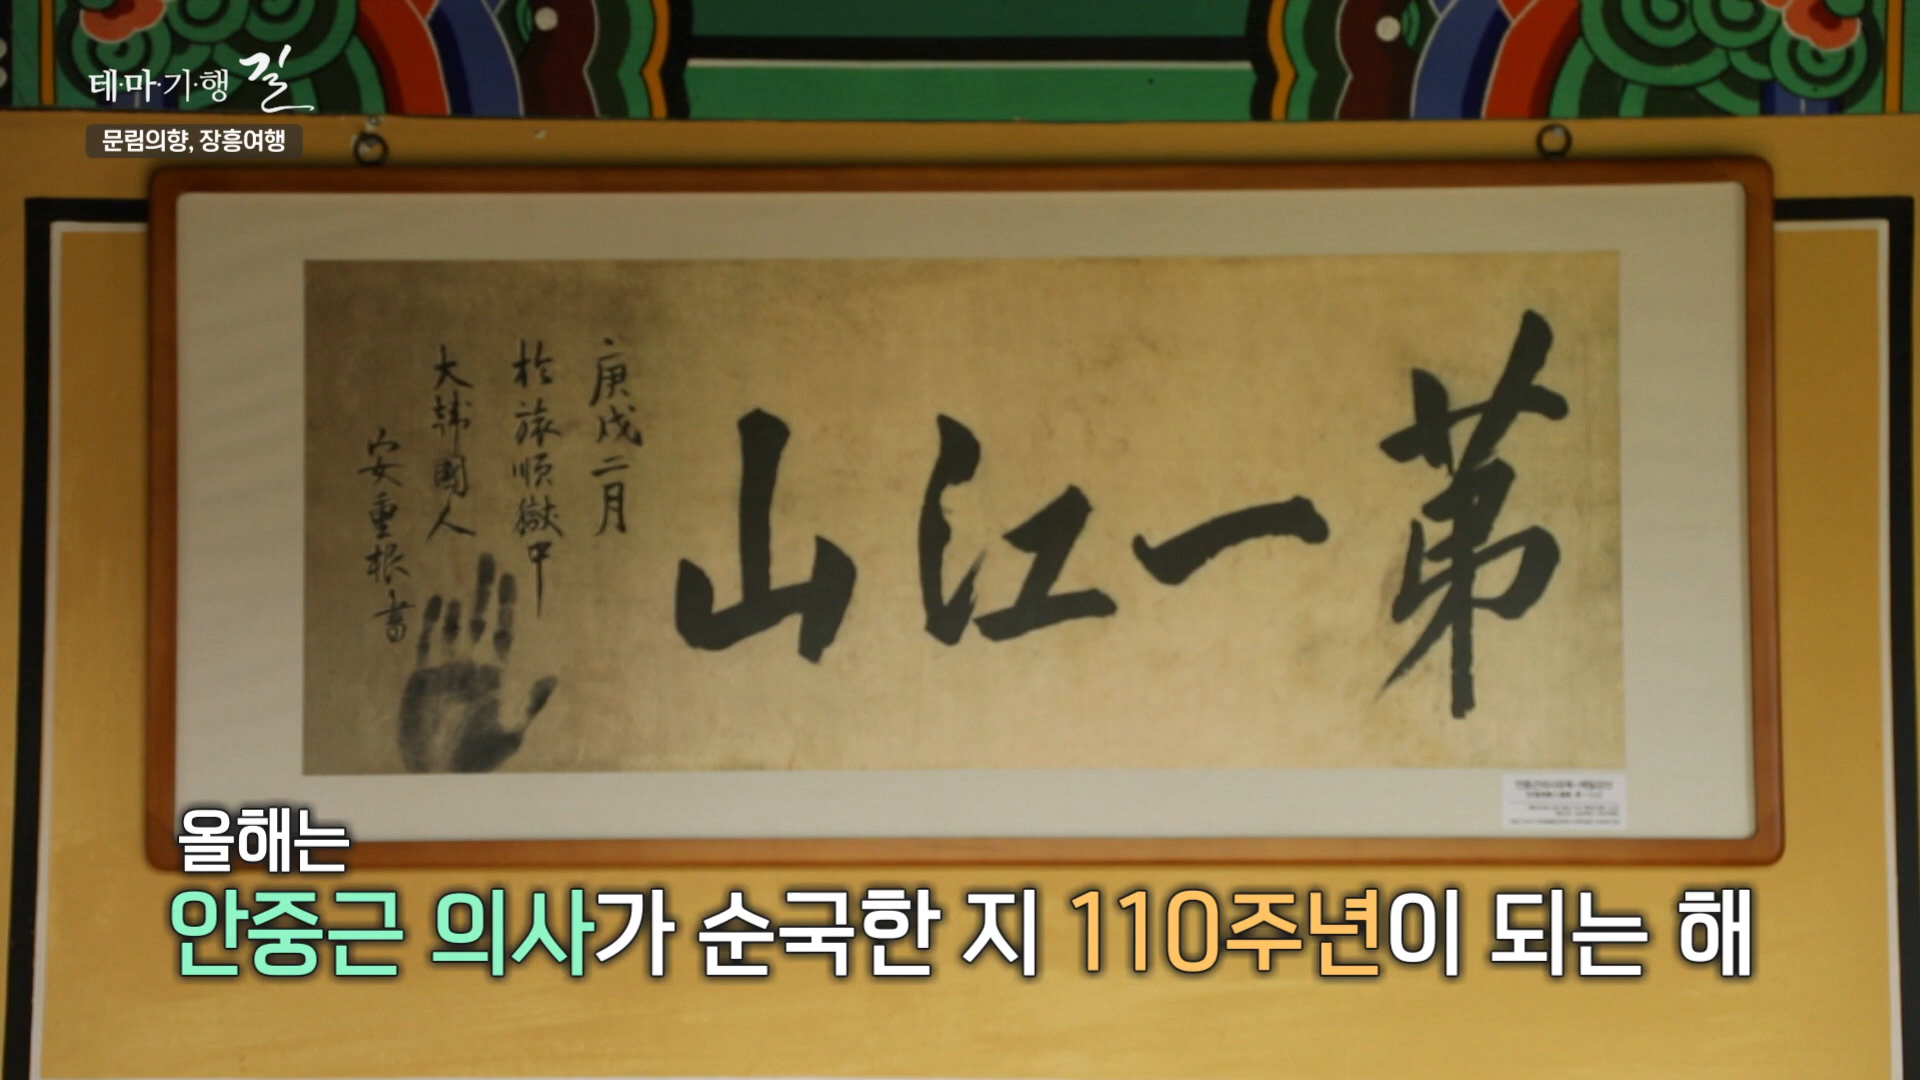 테·마·기·행 길
문림의향, 장흥여행
第一江山
庚戌二月
於旅順獄中
大韓國人
安重根書
올해는
안중근 의사가 순국한 지 110주년이 되는 해